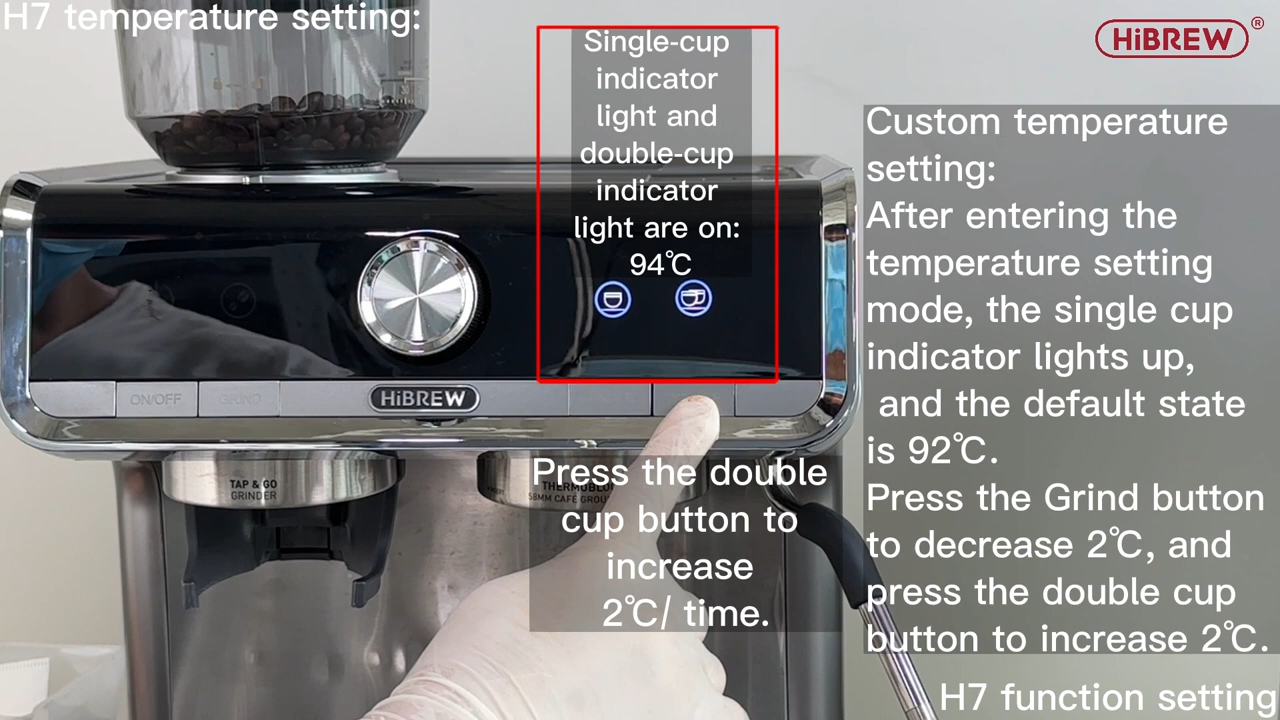 H7 temperature setting:
HiBREW®
Single-cup
indicator
light and
double-cup
indicator
light are on:
94℃
Custom temperature
setting:
After entering the
temperature setting
mode, the single cup
indicator lights up,
and the default state
is 92℃.
Press the Grind button
to decrease 2℃, and
press the double cup
button to increase 2℃.
ON/OFF
GRIND
HiBREW
TAP & GO
GRINDER
Press the double
cup button to
increase
2℃/ time.
H7 function setting